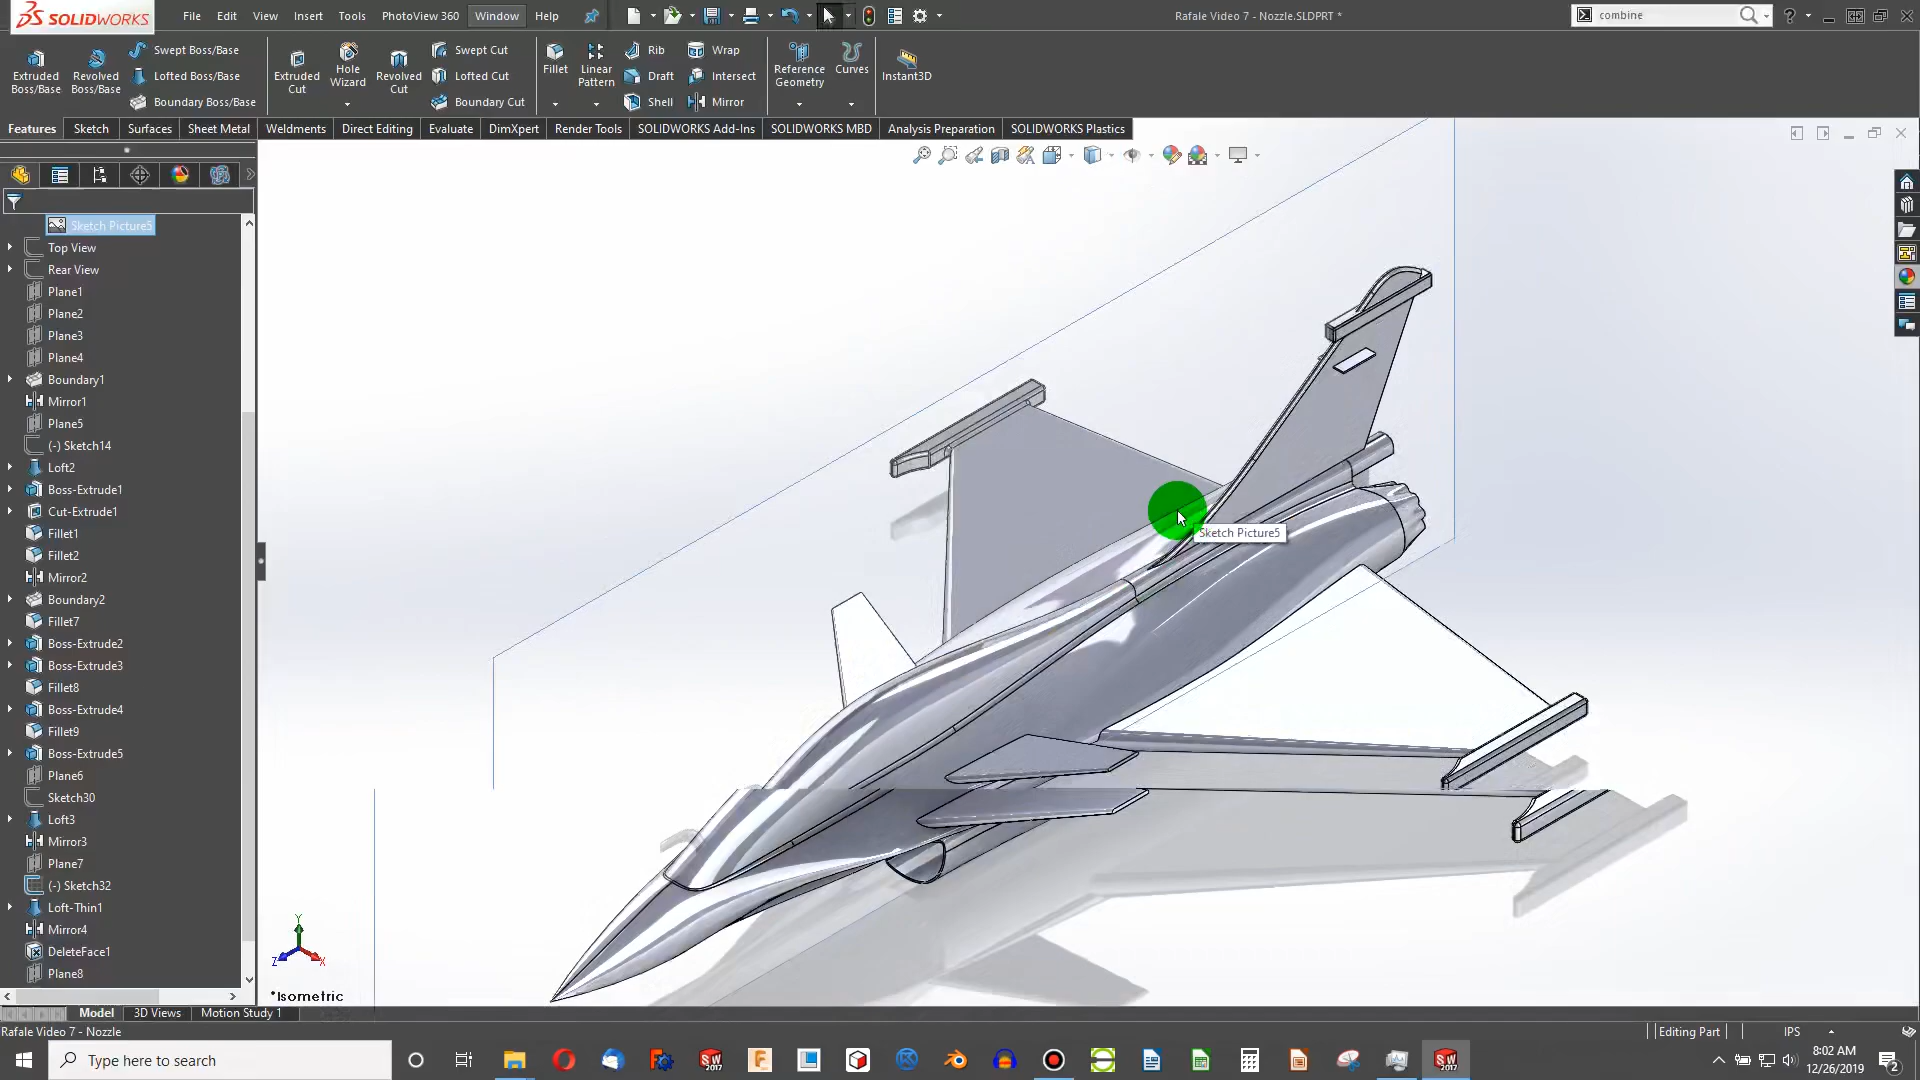 SOLIDWORKS
File Edit View Insert Tools PhotoView 360 Window Help
Rafale Video 7 - Nozzle.SLDPRT *
combine
Extruded Boss/Base
Revolved Boss/Base
Swept Boss/Base
Lofted Boss/Base
Boundary Boss/Base
Extruded Cut
Hole Wizard
Revolved Cut
Swept Cut
Lofted Cut
Boundary Cut
Fillet
Linear Pattern
Rib
Draft
Shell
Wrap
Intersect
Mirror
Reference Geometry
Curves
Instant3D
Features Sketch Surfaces Sheet Metal Weldments Direct Editing Evaluate DimXpert Render Tools SOLIDWORKS Add-Ins SOLIDWORKS MBD Analysis Preparation SOLIDWORKS Plastics
Sketch Picture5
Top View
Rear View
Plane1
Plane2
Plane3
Plane4
Boundary1
Mirror1
Plane5
(-) Sketch14
Loft2
Boss-Extrude1
Cut-Extrude1
Fillet1
Fillet2
Mirror2
Boundary2
Fillet7
Boss-Extrude2
Boss-Extrude3
Fillet8
Boss-Extrude4
Fillet9
Boss-Extrude5
Plane6
Sketch30
Loft3
Mirror3
Plane7
(-) Sketch32
Loft-Thin1
Mirror4
DeleteFace1
Plane8
Sketch Picture5
Y
Z
X
*Isometric
Model 3D Views Motion Study 1
Rafale Video 7 - Nozzle
Editing Part
IPS
Type here to search
8:02 AM
12/26/2019
2